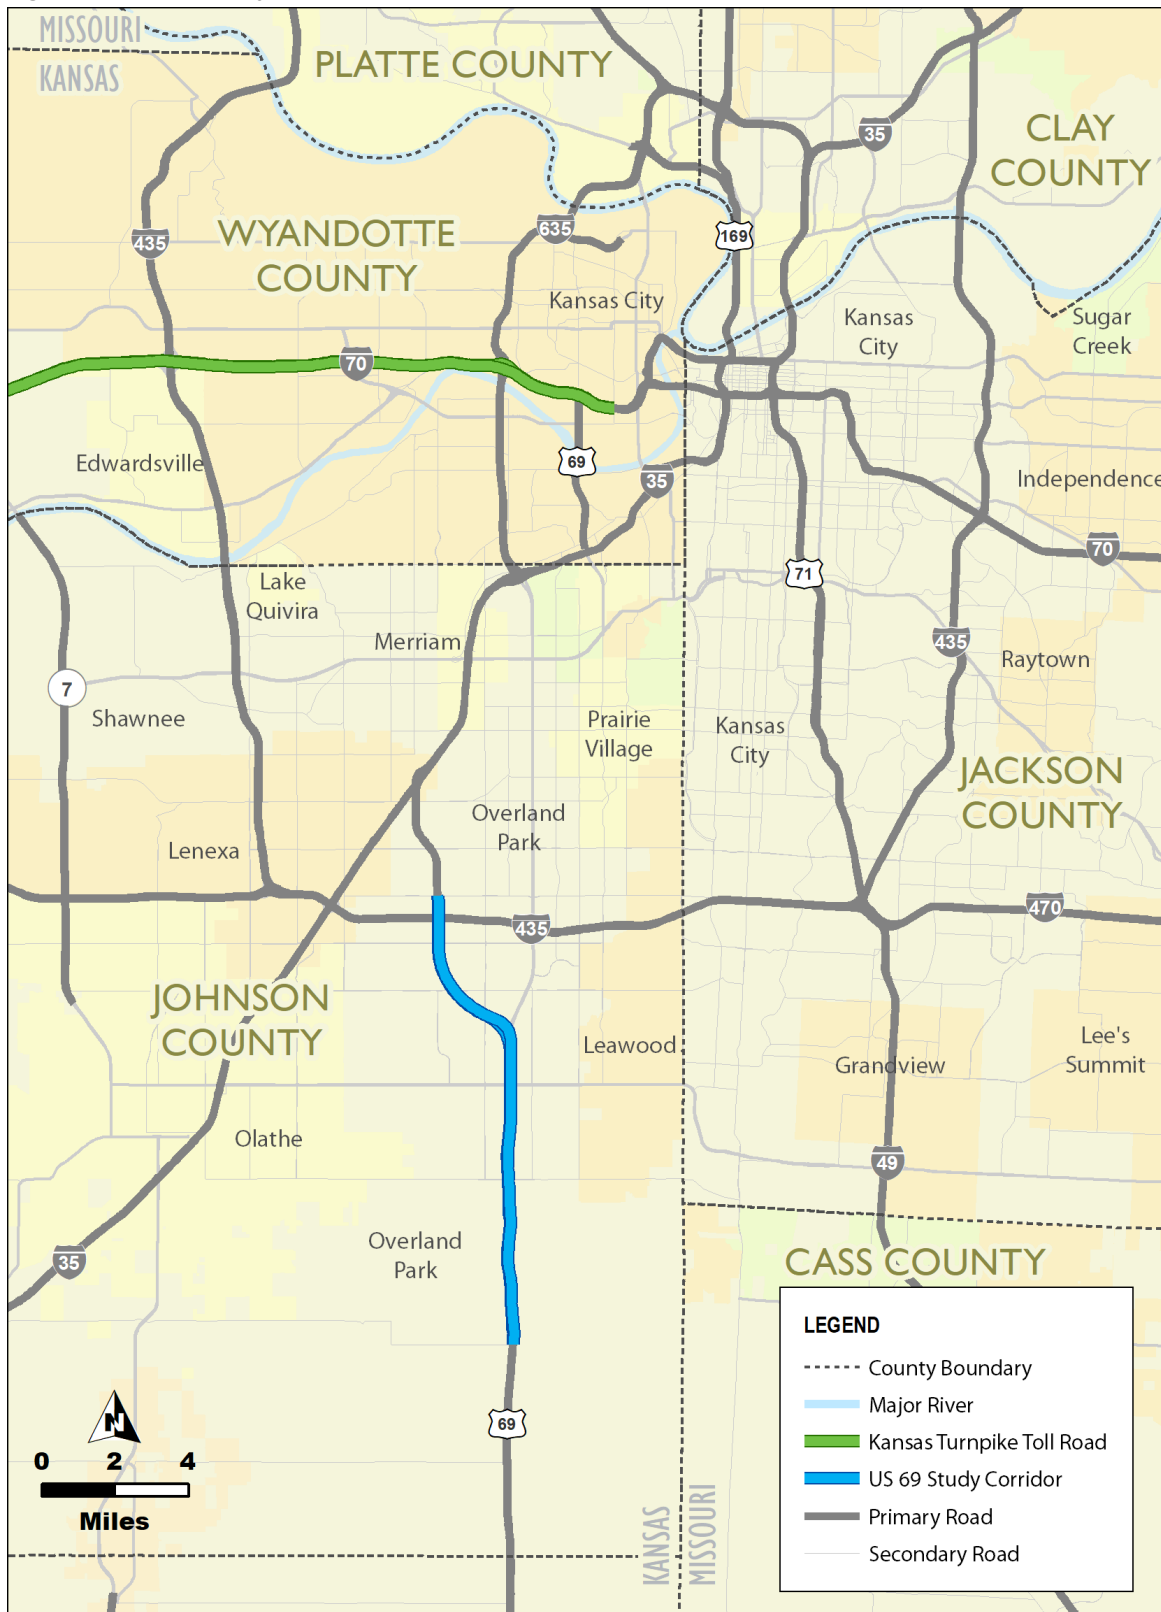 MISSOURI
KANSAS
PLATTE COUNTY
CLAY
COUNTY
35
WYANDOTTE
COUNTY
435
635
169
Kansas City
Kansas
City
Sugar
Creek
70
Edwardsville
69
35
Independence
70
71
Lake
Quivira
Merriam
435
Raytown
7
Shawnee
Prairie
Village
Kansas
City
JACKSON
COUNTY
Overland
Park
Lenexa
435
470
JOHNSON
COUNTY
Leawood
Grandview
Lee's
Summit
Olathe
49
Overland
Park
35
CASS COUNTY
LEGEND
County Boundary
Major River
Kansas Turnpike Toll Road
US 69 Study Corridor
Primary Road
Secondary Road
69
N
0 2 4
Miles
KANSAS
MISSOURI